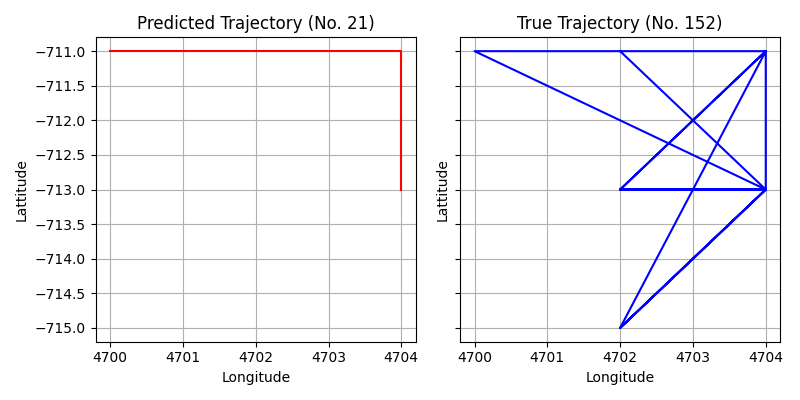 Predicted Trajectory (No. 21)
True Trajectory (No. 152)
−711.0
−711.5
−712.0
−712.5
−713.0
−713.5
−714.0
−714.5
−715.0
Lattitude
Lattitude
4700 4701 4702 4703 4704
4700 4701 4702 4703 4704
Longitude
Longitude